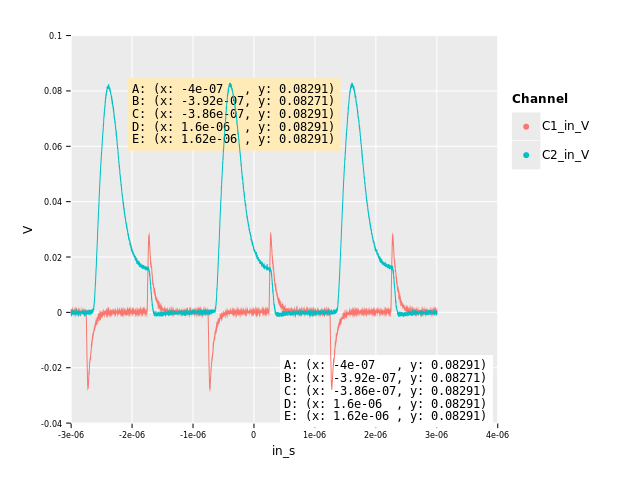 0.1
0.08
0.06
0.04
0.02
0
-0.02
-0.04
V
A: (x: -4e-07   , y: 0.08291)
B: (x: -3.92e-07, y: 0.08271)
C: (x: -3.86e-07, y: 0.08291)
D: (x: 1.6e-06  , y: 0.08291)
E: (x: 1.62e-06 , y: 0.08291)
Channel
C1_in_V
C2_in_V
A: (x: -4e-07   , y: 0.08291)
B: (x: -3.92e-07, y: 0.08271)
C: (x: -3.86e-07, y: 0.08291)
D: (x: 1.6e-06  , y: 0.08291)
E: (x: 1.62e-06 , y: 0.08291)
-3e-06 -2e-06 -1e-06 0 1e-06 2e-06 3e-06 4e-06
in_s